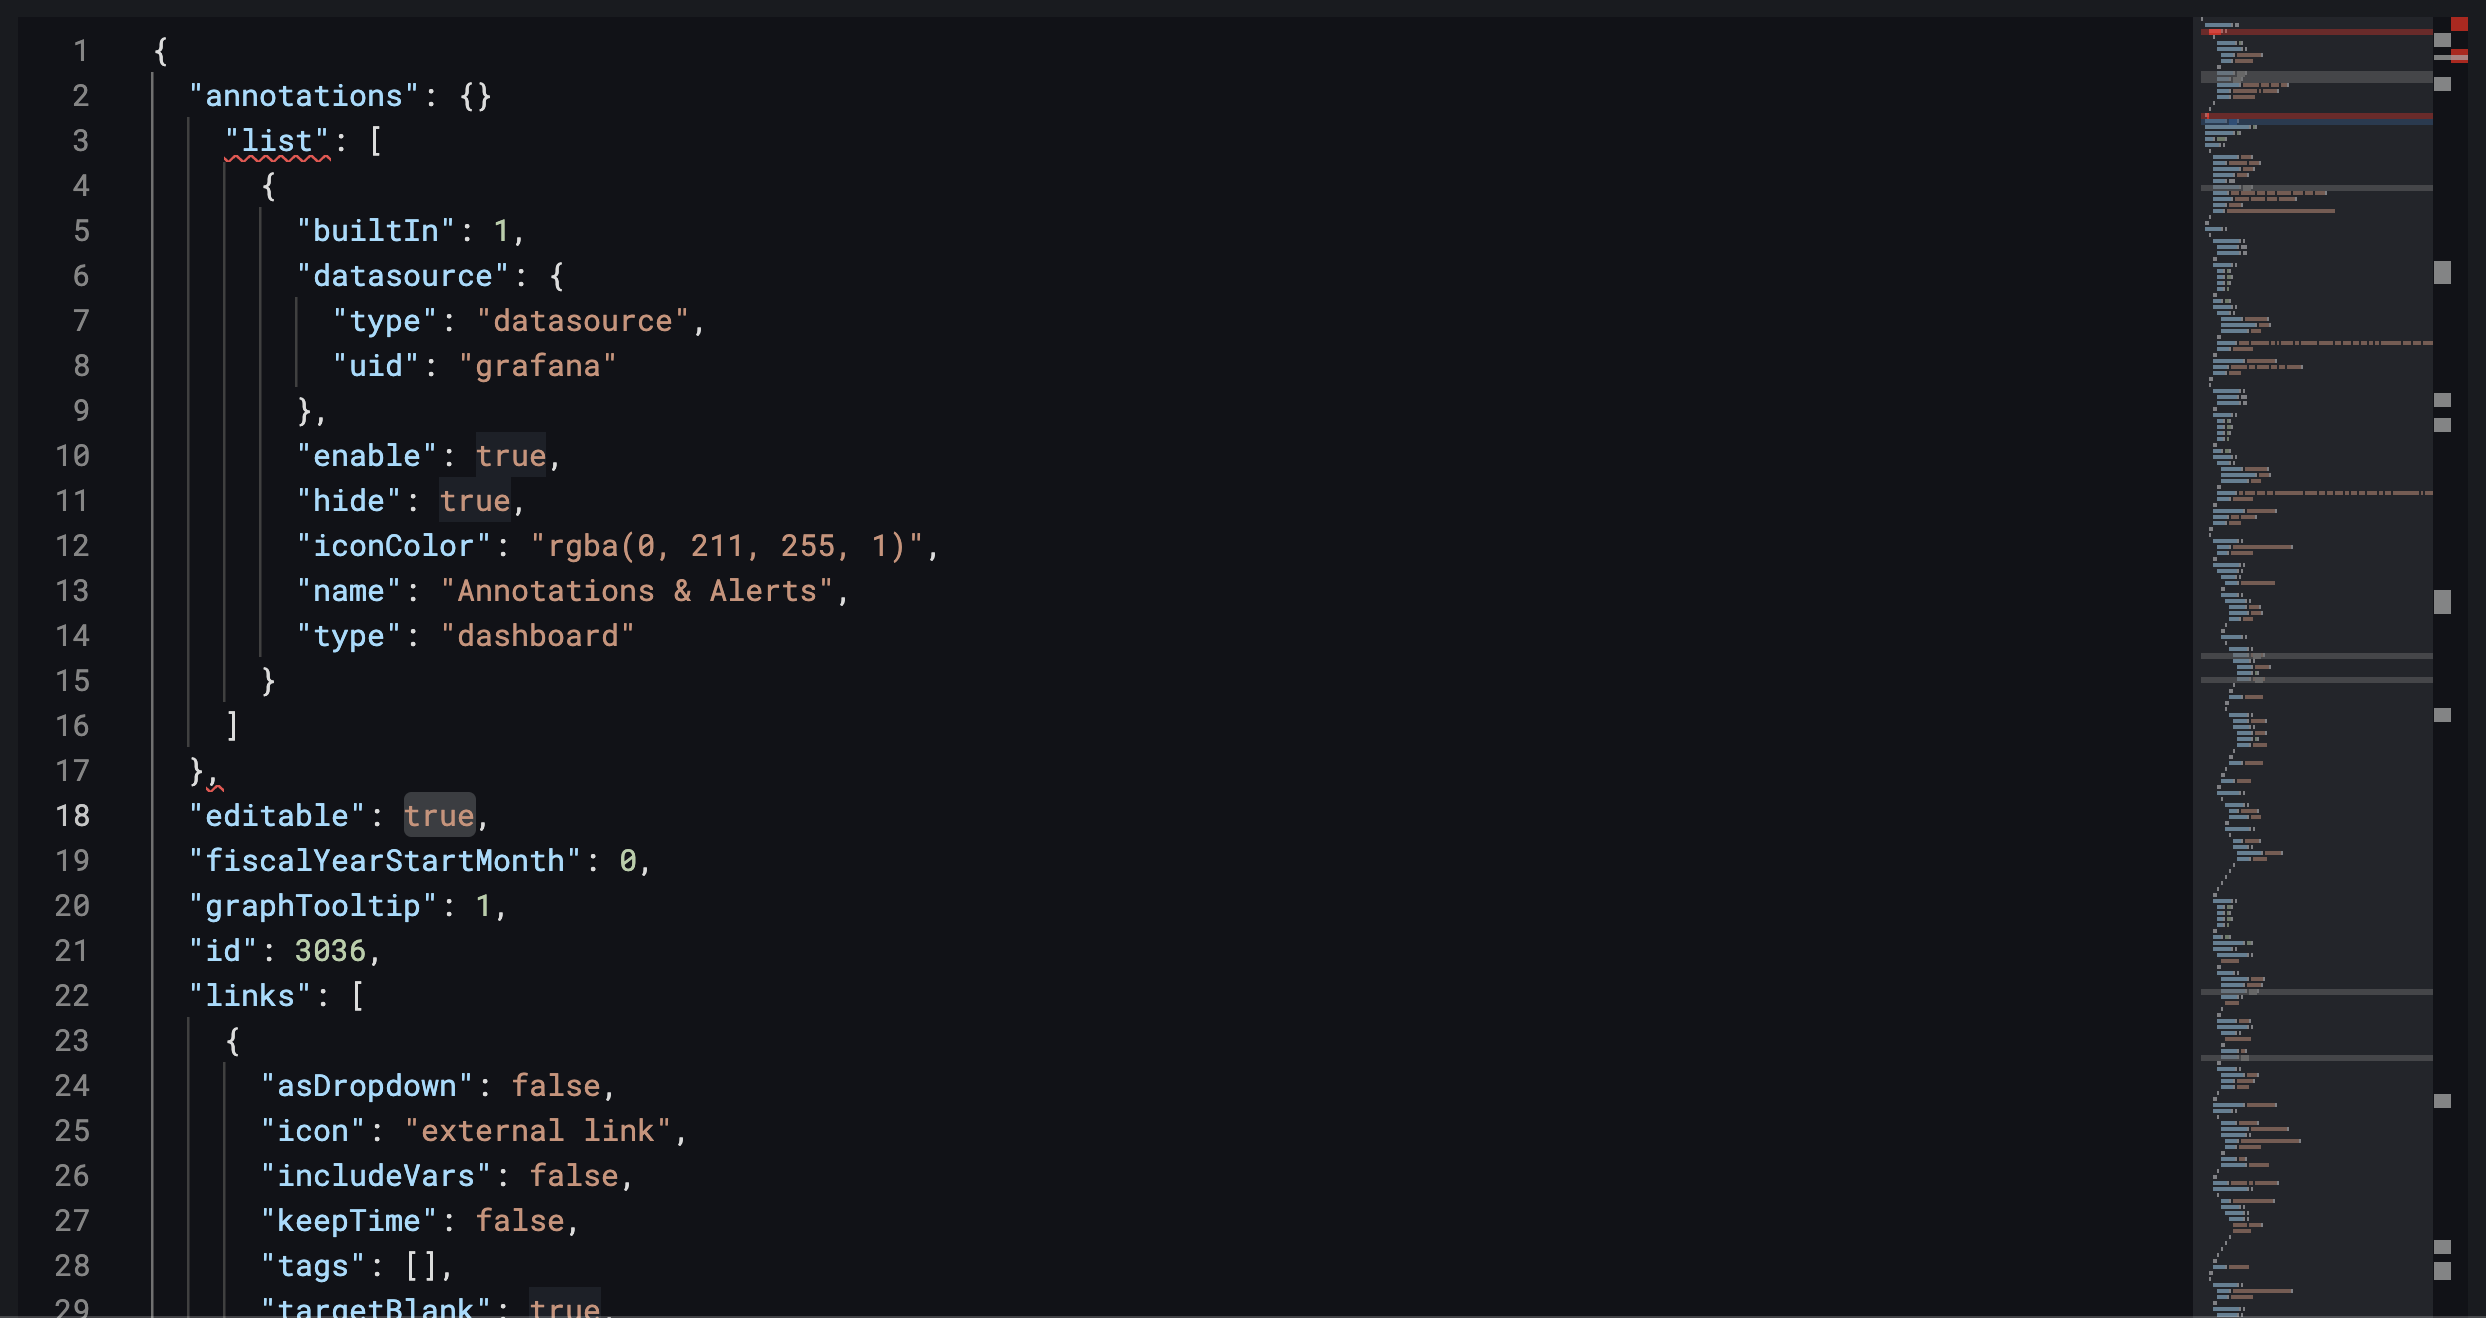 1 {
2 "annotations": {}
3 "list": [
4 {
5 "builtIn": 1,
6 "datasource": {
7 "type": "datasource",
8 "uid": "grafana"
9 },
10 "enable": true,
11 "hide": true,
12 "iconColor": "rgba(0, 211, 255, 1)",
13 "name": "Annotations & Alerts",
14 "type": "dashboard"
15 }
16 ]
17 },
18 "editable": true,
19 "fiscalYearStartMonth": 0,
20 "graphTooltip": 1,
21 "id": 3036,
22 "links": [
23 {
24 "asDropdown": false,
25 "icon": "external link",
26 "includeVars": false,
27 "keepTime": false,
28 "tags": [],
29 "targetBlank": true,